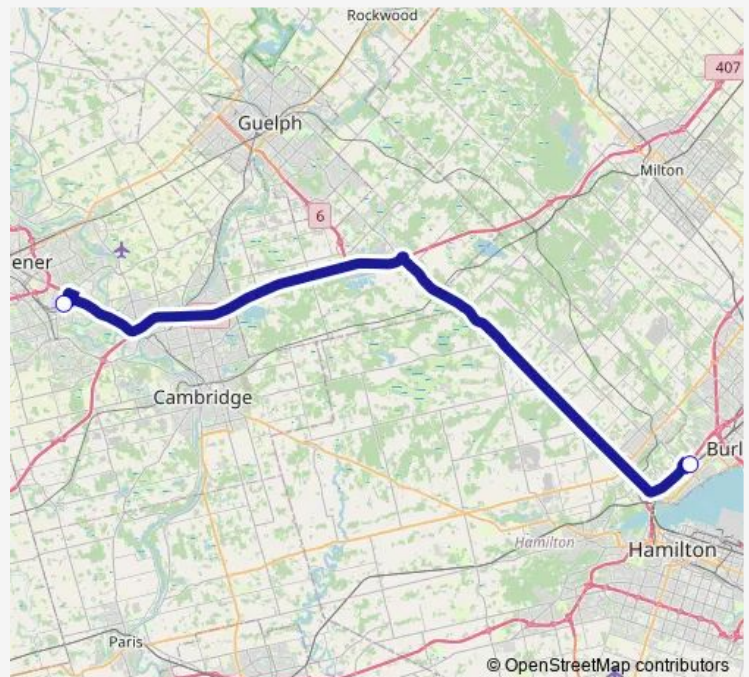 Rockwood
407
Guelph
Milton
6
ener
Cambridge
Burl
Hamilton
Hamilton
Paris
© OpenStreetMap contributors